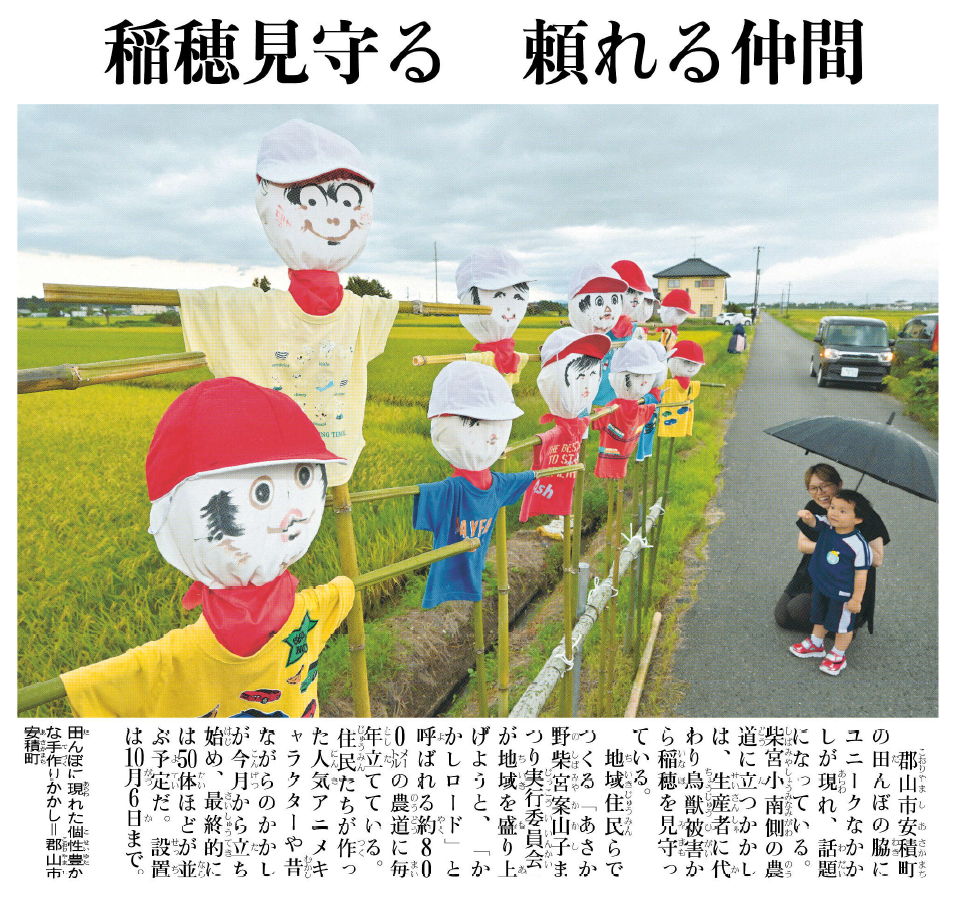 稲穂見守る　頼れる仲間
郡山市安積町
の田んぼの脇に
ユニークなかか
しが現れ、話題
になっている。
柴宮小南側の農
道に立つかかし
は、生産者に代
わり鳥獣被害か
ら稲穂を見守っ
ている。
地域住民らで
つくる「あさか
野柴宮案山子ま
つり実行委員会」
が地域を盛り上
げようと、「か
かしロード」と
呼ばれる約80
0メートルの農道に毎
年立てている。
住民たちが作っ
た人気アニメキ
ャラクターや昔
ながらのかかし
が今月から立ち
始め、最終的に
は50体ほどが並
ぶ予定だ。設置
は10月6日まで。
田んぼに現れた個性豊か
な手作りかかし＝郡山市
安積町